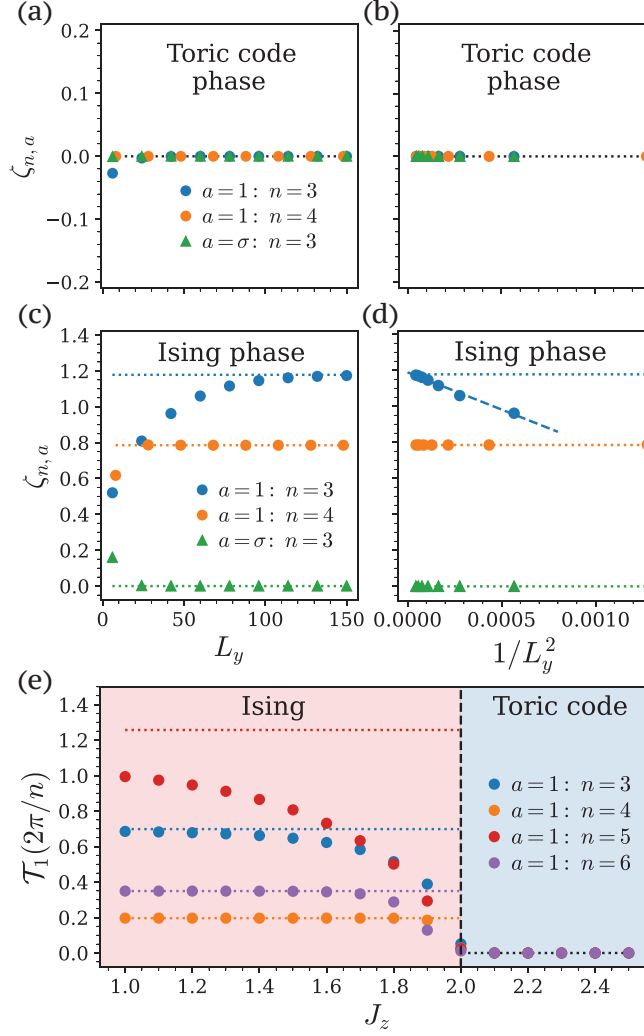 (a)
(b)
0.2
0.1
0.0
−0.1
−0.2
ζn, a
Toric code
phase
a = 1: n = 3
a = 1: n = 4
a = σ: n = 3
Toric code
phase
(c)
(d)
1.4
1.2
1.0
0.8
0.6
0.4
0.2
0.0
ζn, a
Ising phase
a = 1: n = 3
a = 1: n = 4
a = σ: n = 3
0
50
100
150
Ly
Ising phase
0.0000
0.0005
0.0010
1/Ly²
(e)
1.4
1.2
1.0
0.8
0.6
0.4
0.2
0.0
𝒯1(2π/n)
Ising
Toric code
a = 1: n = 3
a = 1: n = 4
a = 1: n = 5
a = 1: n = 6
1.0
1.2
1.4
1.6
1.8
2.0
2.2
2.4
Jz